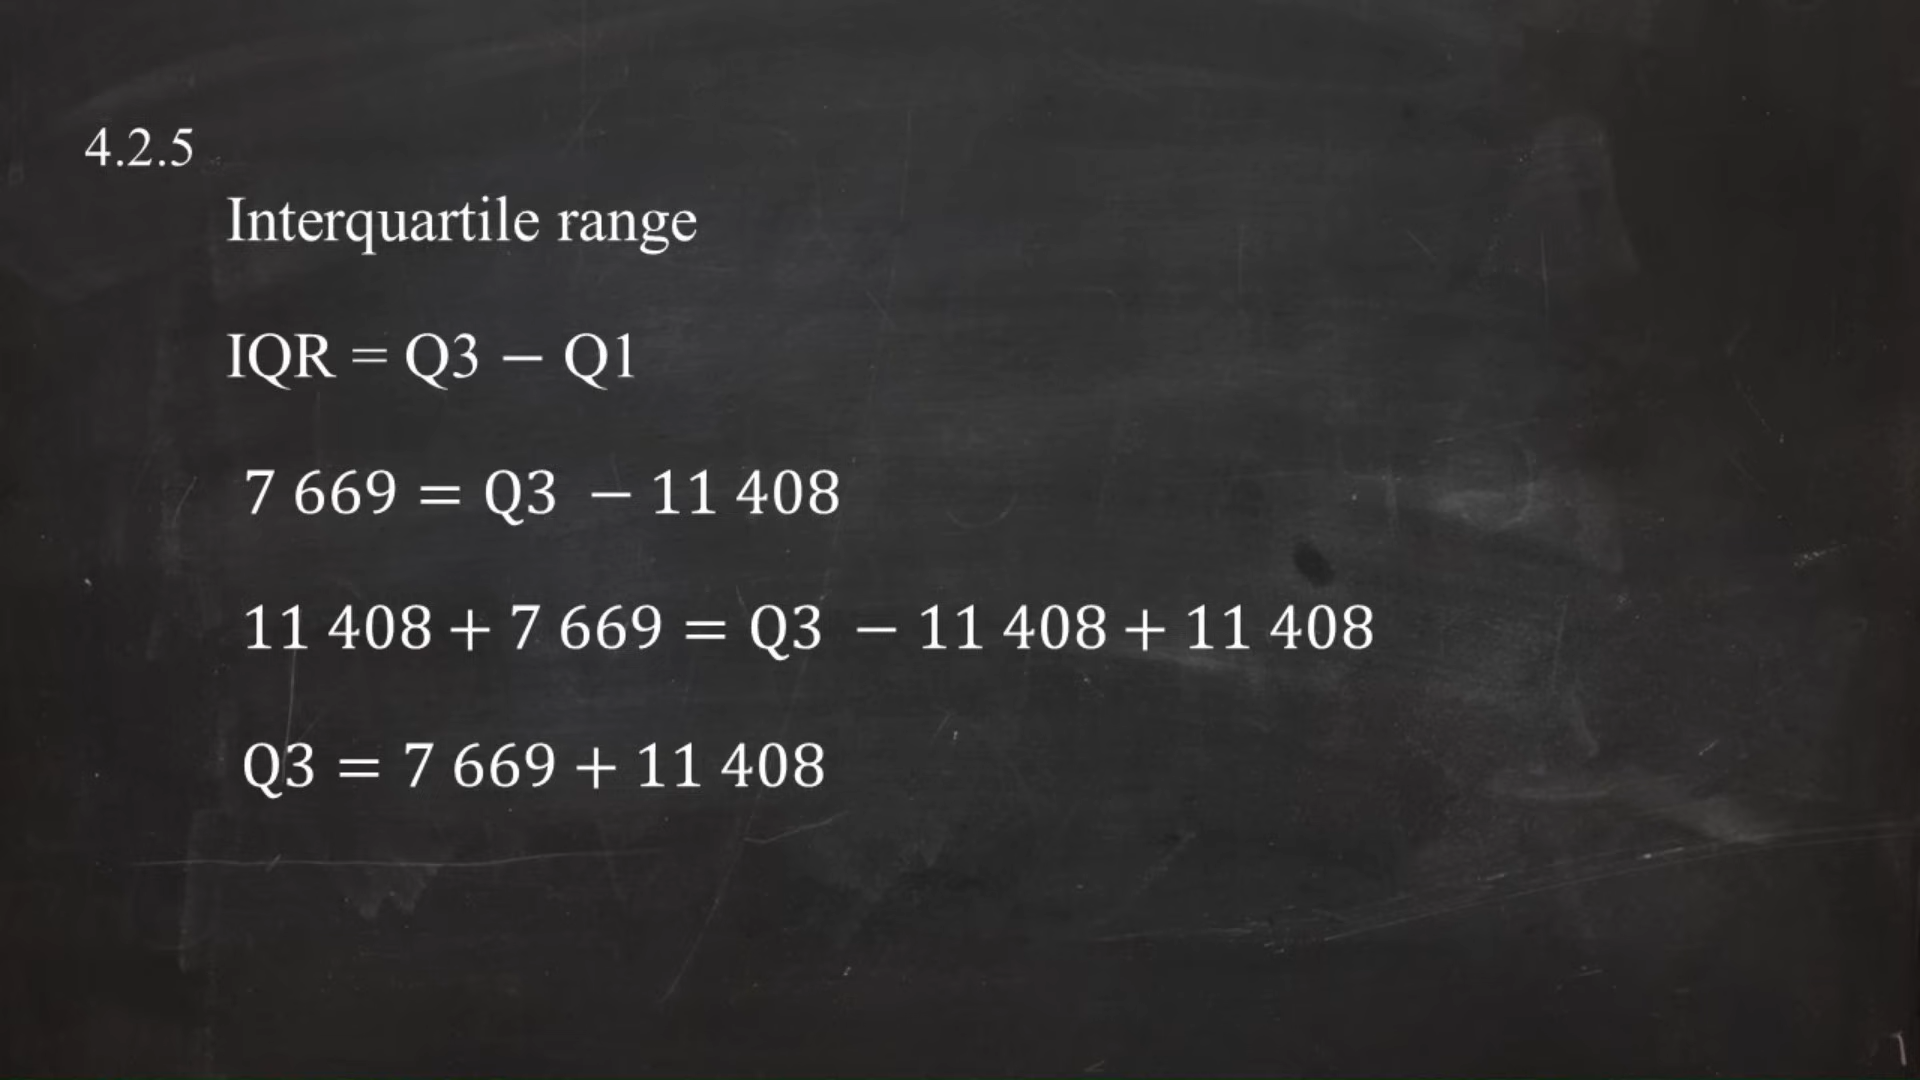 4.2.5
Interquartile range
IQR = Q3 − Q1
7 669 = Q3 − 11 408
11 408 + 7 669 = Q3 − 11 408 + 11 408
Q3 = 7 669 + 11 408